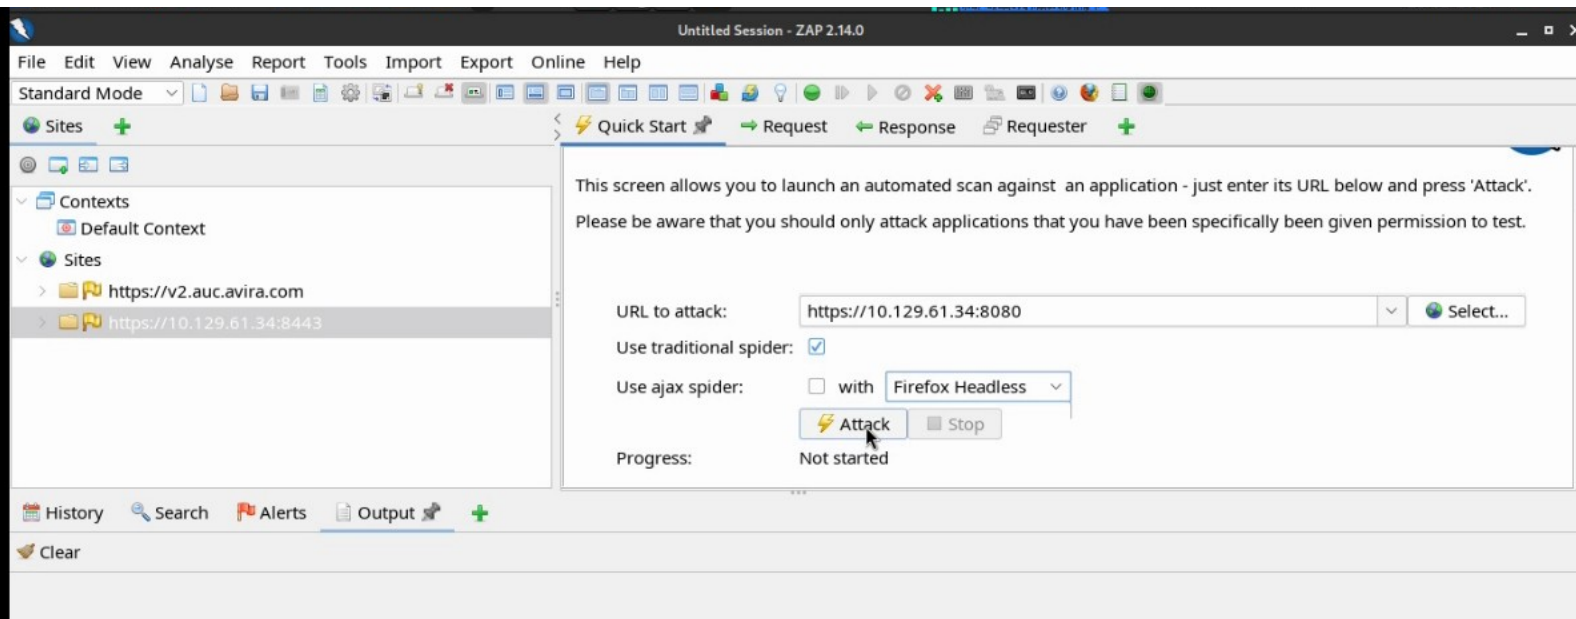 Untitled Session - ZAP 2.14.0
File Edit View Analyse Report Tools Import Export Online Help
Standard Mode
Sites
Quick Start Request Response Requester
This screen allows you to launch an automated scan against an application - just enter its URL below and press 'Attack'.
Please be aware that you should only attack applications that you have been specifically been given permission to test.
Contexts
Default Context
Sites
https://v2.auc.avira.com
https://10.129.61.34:8443
URL to attack: https://10.129.61.34:8080 Select...
Use traditional spider:
Use ajax spider: with Firefox Headless
Attack Stop
Progress: Not started
History Search Alerts Output
Clear